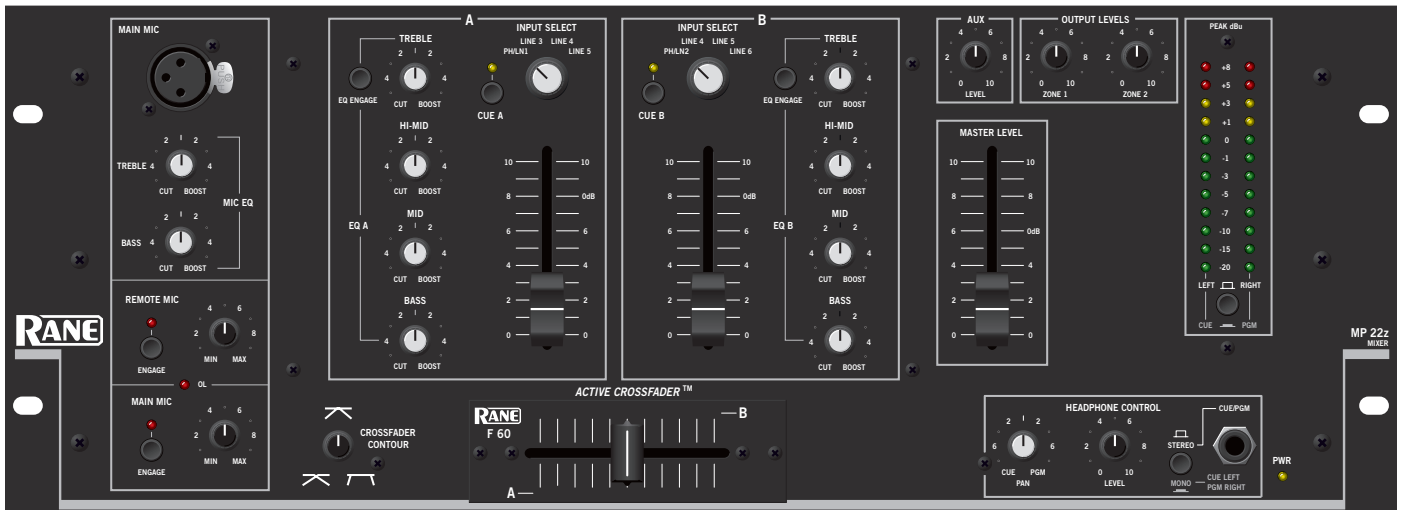 MAIN MIC
PUSH
2 2
TREBLE 4 4
CUT BOOST
MIC EQ
2 2
BASS 4 4
CUT BOOST
REMOTE MIC
4 6
2 8
MIN MAX
ENGAGE
OL
MAIN MIC
4 6
2 8
MIN MAX
ENGAGE
RANE
A
TREBLE
2 2
4 4
CUT BOOST
EQ ENGAGE
HI-MID
2 2
4 4
CUT BOOST
EQ A
MID
2 2
4 4
CUT BOOST
BASS
2 2
4 4
CUT BOOST
INPUT SELECT
LINE 3 LINE 4
PH/LN1 LINE 5
CUE A
10 10
8 0dB
6 6
4 4
2 2
0 0
B
INPUT SELECT
LINE 4 LINE 5
PH/LN2 LINE 6
CUE B
10 10
8 0dB
6 6
4 4
2 2
0 0
TREBLE
2 2
4 4
CUT BOOST
EQ ENGAGE
HI-MID
2 2
4 4
CUT BOOST
EQ B
MID
2 2
4 4
CUT BOOST
BASS
2 2
4 4
CUT BOOST
AUX
4 6
2 8
0 10
LEVEL
OUTPUT LEVELS
4 6
2 8
0 10
ZONE 1
4 6
2 8
0 10
ZONE 2
MASTER LEVEL
10 10
8 8
6 0dB
4 4
2 2
0 0
PEAK dBu
+8
+5
+3
+1
0
-1
-3
-5
-7
-10
-15
-20
LEFT RIGHT
CUE PGM
MP 22z
MIXER
CROSSFADER
CONTOUR
ACTIVE CROSSFADER™
RANE
F 60
B
A
HEADPHONE CONTROL
2 2
6 6
CUE PGM
PAN
4 6
2 8
0 10
LEVEL
CUE/PGM
STEREO
MONO
CUE LEFT
PGM RIGHT
PWR